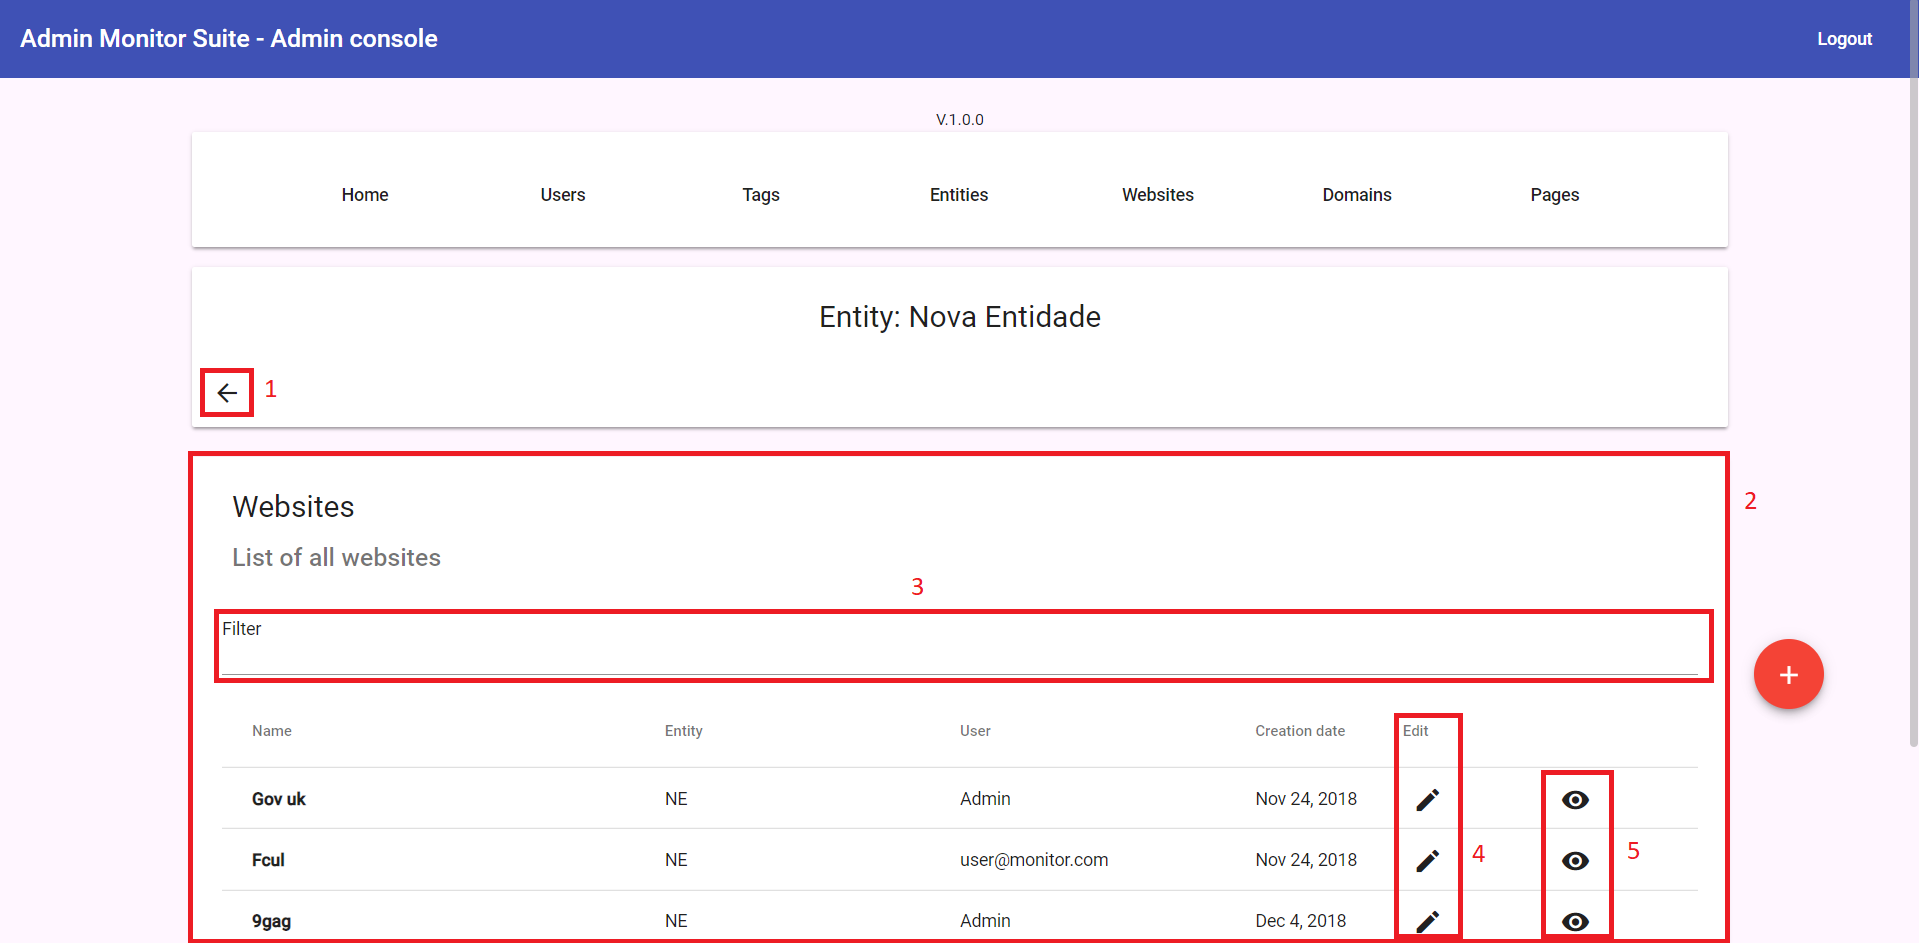 Admin Monitor Suite - Admin console Logout
V.1.0.0
Home Users Tags Entities Websites Domains Pages
Entity: Nova Entidade
1
Websites
2
List of all websites
3
Filter
Name Entity User Creation date Edit
Gov uk NE Admin Nov 24, 2018
Fcul NE user@monitor.com Nov 24, 2018 4 5
9gag NE Admin Dec 4, 2018